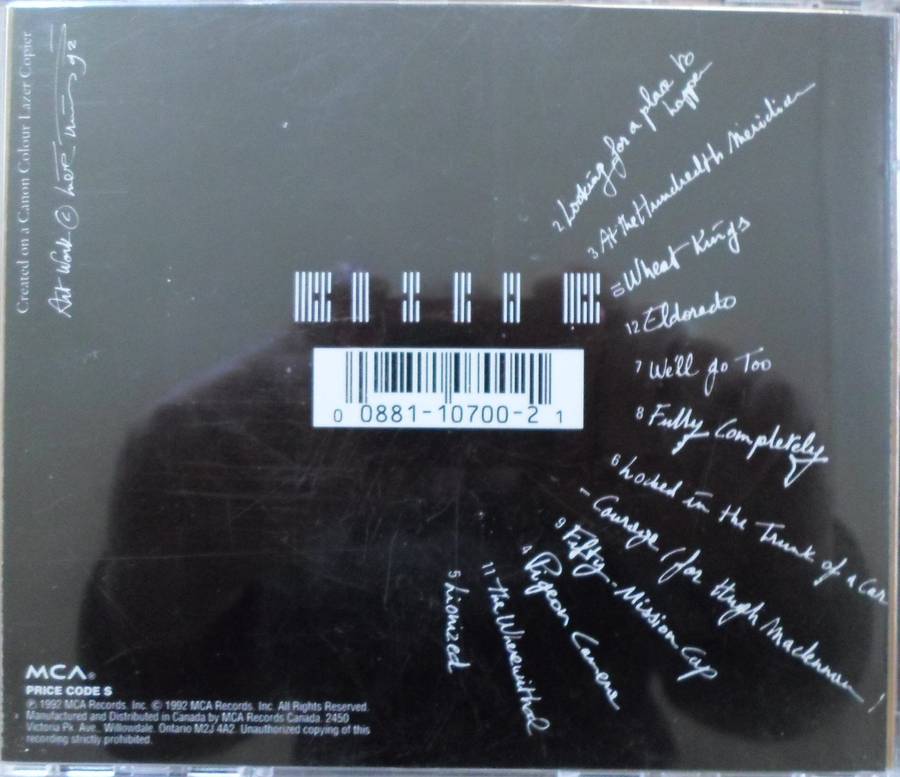 Created on a Canon Colour Lazer Copier
Art Work ©
2 Looking for a place to
happen
3 At the Hundredth Meridian
10 Wheat Kings
12 Eldorado
7 We'll go Too
8 Fully Completely
6 Locked in the Trunk of a Car
- Courage (for Hugh Maclennan)
9 Fifty-Mission Cap
4 Pigeon Camera
11 The Wherewithal
5 Lionized
0 0881-10700-2 1
MCA®
PRICE CODE S
℗ 1992 MCA Records. Inc. © 1992 MCA Records. Inc. All Rights Reserved.
Manufactured and Distributed in Canada by MCA Records Canada. 2450
Victoria Pk. Ave., Willowdale. Ontario M2J 4A2. Unauthorized copying of this
recording strictly prohibited.